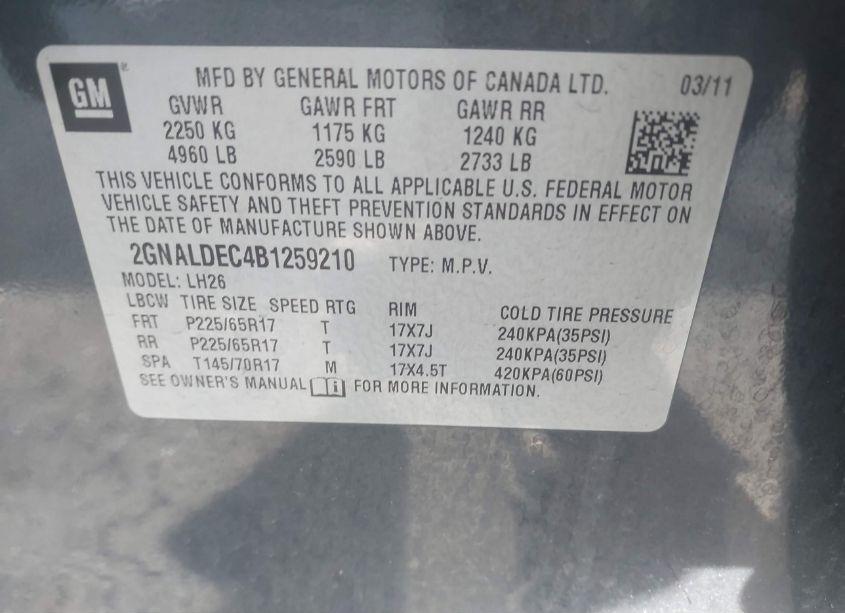 GM
MFD BY GENERAL MOTORS OF CANADA LTD. 03/11
GVWR GAWR FRT GAWR RR
2250 KG 1175 KG 1240 KG
4960 LB 2590 LB 2733 LB
THIS VEHICLE CONFORMS TO ALL APPLICABLE U.S. FEDERAL MOTOR
VEHICLE SAFETY AND THEFT PREVENTION STANDARDS IN EFFECT ON
THE DATE OF MANUFACTURE SHOWN ABOVE.
2GNALDEC4B1259210 TYPE: M.P.V.
MODEL: LH26
LBCW TIRE SIZE SPEED RTG RIM COLD TIRE PRESSURE
FRT P225/65R17 T 17X7J 240KPA(35PSI)
RR P225/65R17 T 17X7J 240KPA(35PSI)
SPA T145/70R17 M 17X4.5T 420KPA(60PSI)
SEE OWNER'S MANUAL i FOR MORE INFORMATION.